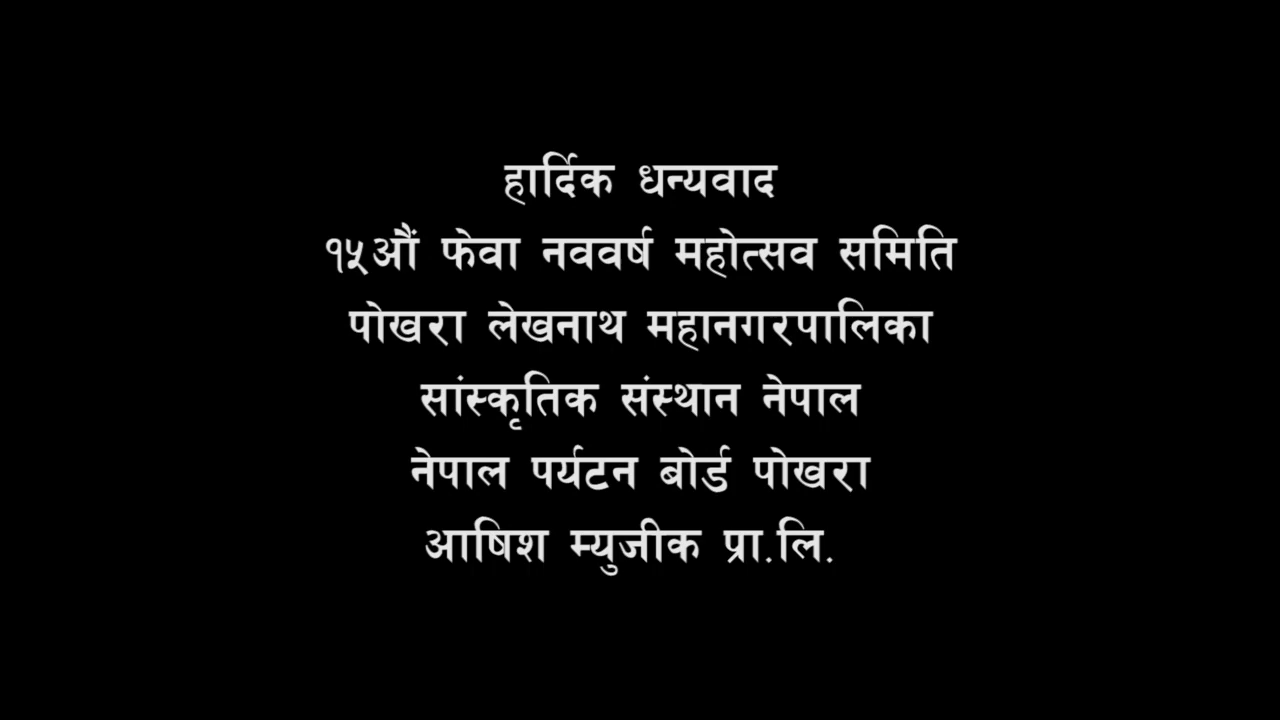 हार्दिक धन्यवाद
१५औं फेवा नववर्ष महोत्सव समिति
पोखरा लेखनाथ महानगरपालिका
सांस्कृतिक संस्थान नेपाल
नेपाल पर्यटन बोर्ड पोखरा
आषिश म्युजीक प्रा.लि.